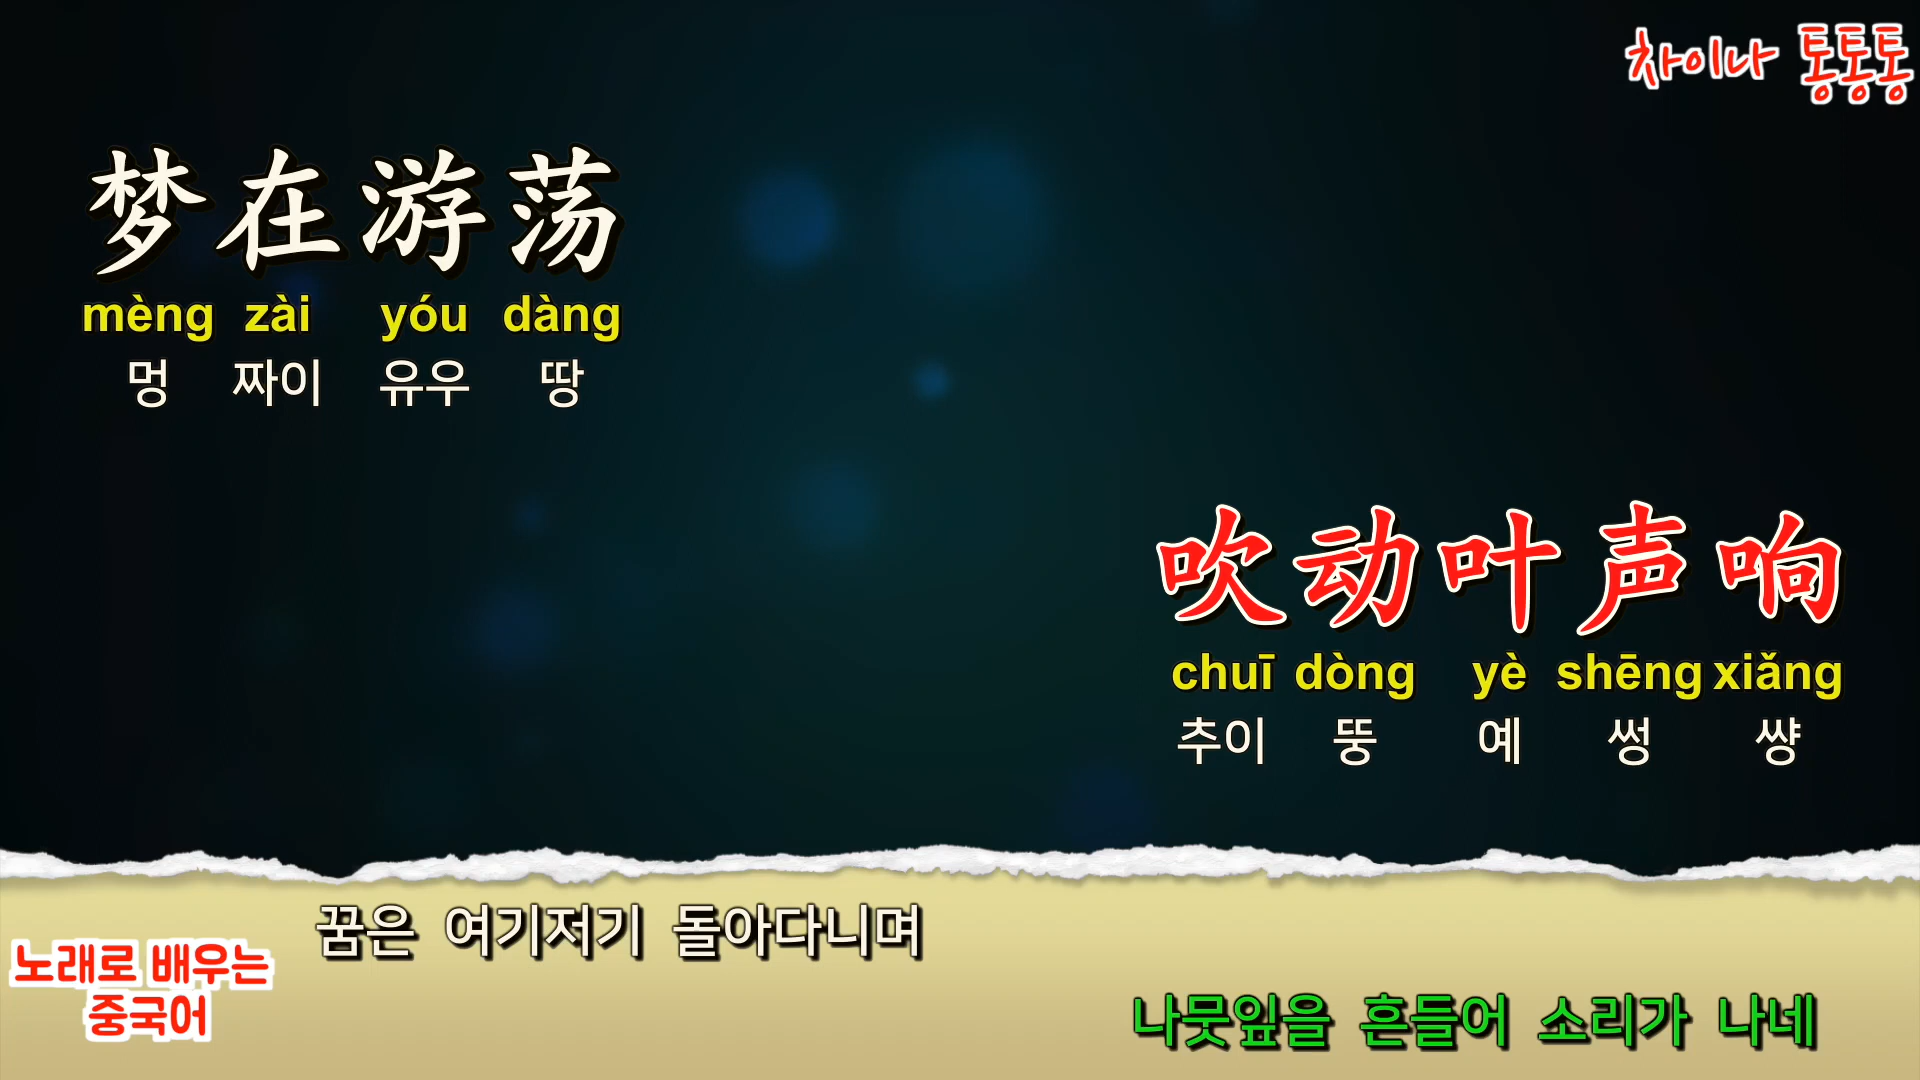 차이나 통통통
梦在游荡
mèng zài yóu dàng
멍 짜이 유우 땅
吹动叶声响
chuī dòng yè shēng xiǎng
추이 뚱 예 썽 썅
꿈은 여기저기 돌아다니며
노래로 배우는
중국어
나뭇잎을 흔들어 소리가 나네